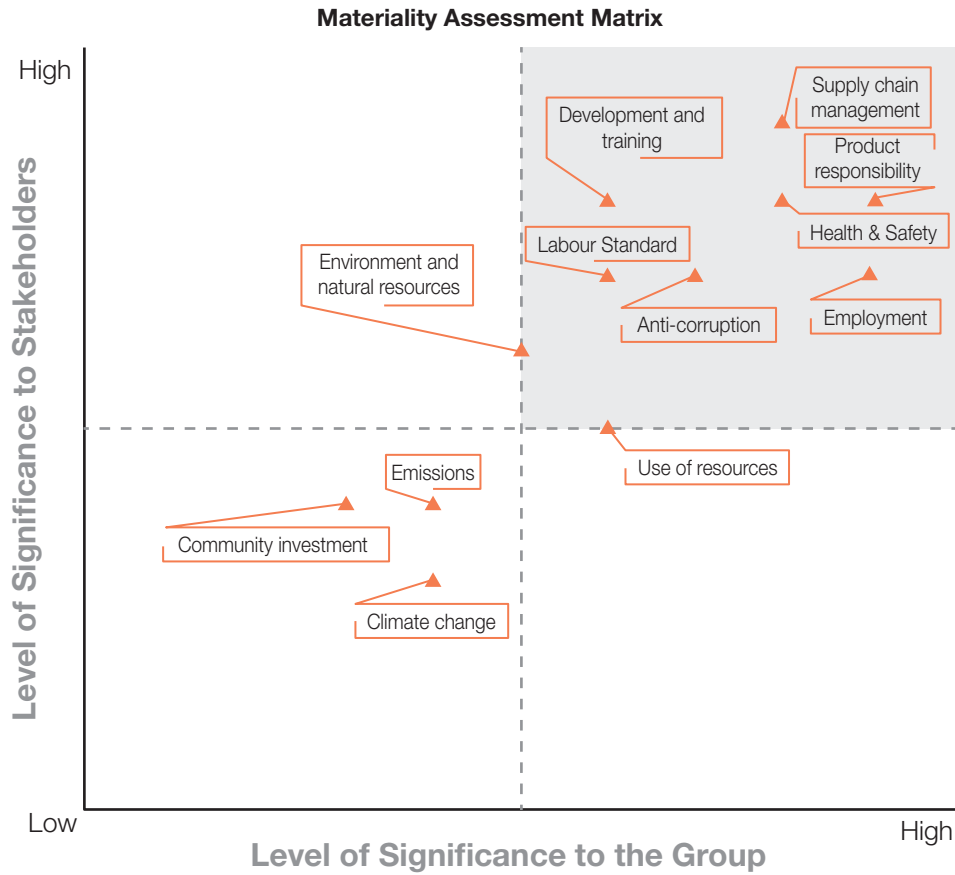 Materiality Assessment Matrix
High
Level of Significance to Stakeholders
Supply chain
management
Development and
training
Product
responsibility
Labour Standard
Health & Safety
Environment and
natural resources
Anti-corruption
Employment
Emissions
Use of resources
Community investment
Climate change
Low
High
Level of Significance to the Group